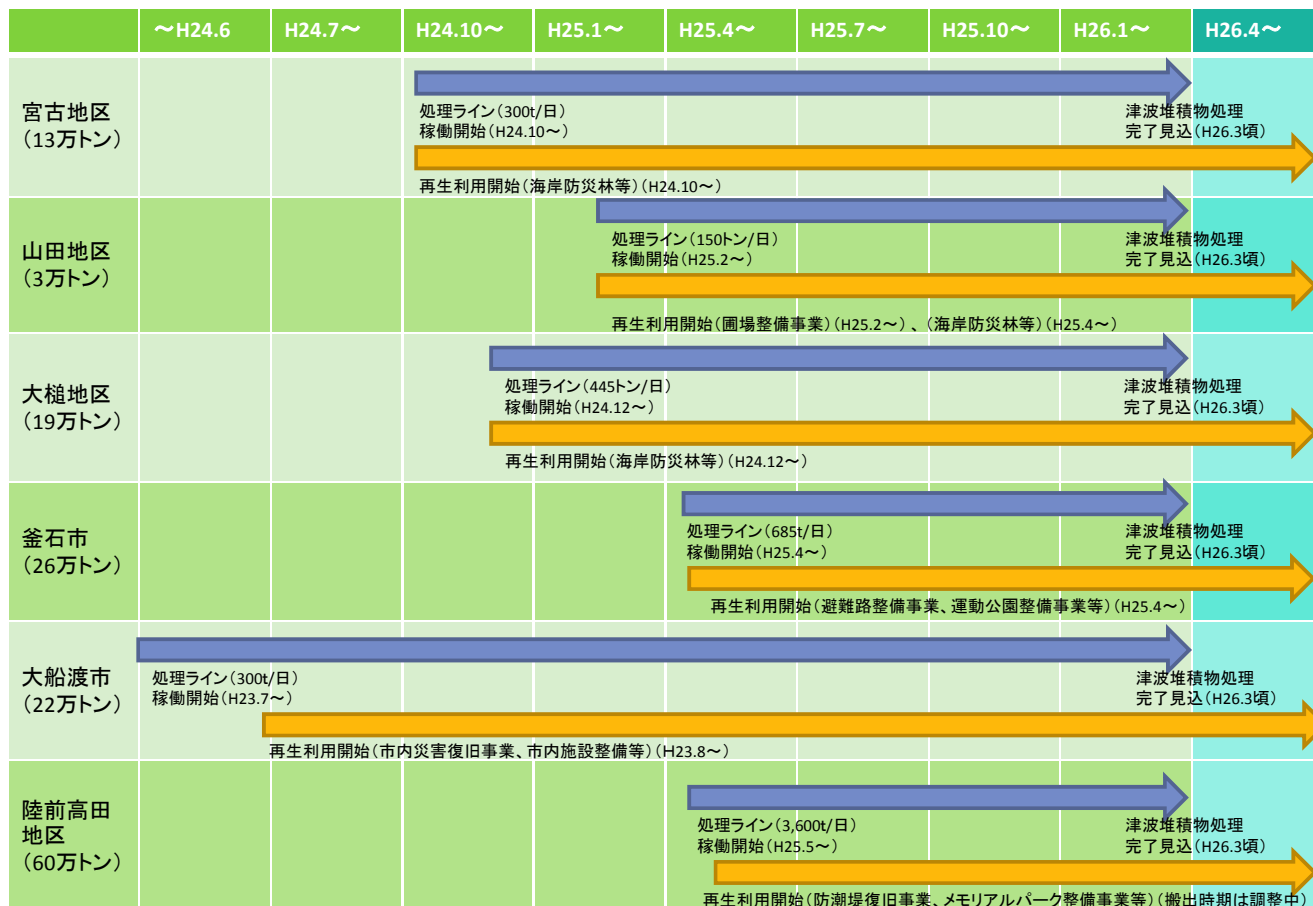 ～H24.6 H24.7～ H24.10～ H25.1～ H25.4～ H25.7～ H25.10～ H26.1～ H26.4～
宮古地区
（13万トン）
処理ライン（300t/日）
稼働開始（H24.10～）
津波堆積物処理
完了見込（H26.3頃）
再生利用開始（海岸防災林等）（H24.10～）
山田地区
（3万トン）
処理ライン（150トン/日）
稼働開始（H25.2～）
津波堆積物処理
完了見込（H26.3頃）
再生利用開始（圃場整備事業）（H25.2～）、（海岸防災林等）（H25.4～）
大槌地区
（19万トン）
処理ライン（445トン/日）
稼働開始（H24.12～）
津波堆積物処理
完了見込（H26.3頃）
再生利用開始（海岸防災林等）（H24.12～）
釜石市
（26万トン）
処理ライン（685t/日）
稼働開始（H25.4～）
津波堆積物処理
完了見込（H26.3頃）
再生利用開始（避難路整備事業、運動公園整備事業等）（H25.4～）
大船渡市
（22万トン）
処理ライン（300t/日）
稼働開始（H23.7～）
津波堆積物処理
完了見込（H26.3頃）
再生利用開始（市内災害復旧事業、市内施設整備等）（H23.8～）
陸前高田
地区
（60万トン）
処理ライン（3,600t/日）
稼働開始（H25.5～）
津波堆積物処理
完了見込（H26.3頃）
再生利用開始（防潮堤復旧事業、メモリアルパーク整備事業等）（搬出時期は調整中）